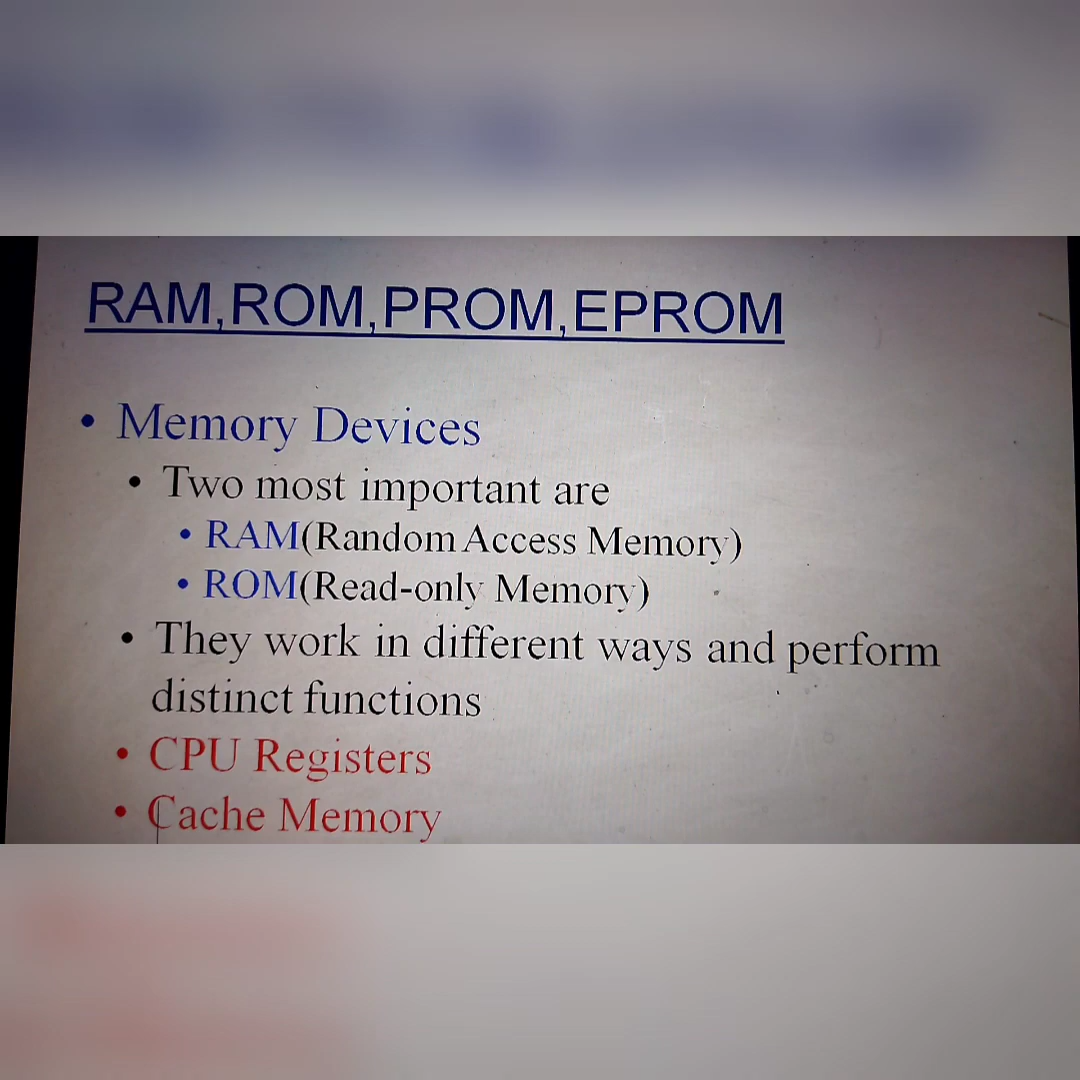 RAM,ROM,PROM,EPROM
• Memory Devices
• Two most important are
• RAM(Random Access Memory)
• ROM(Read-only Memory)
• They work in different ways and perform
distinct functions
• CPU Registers
• Cache Memory